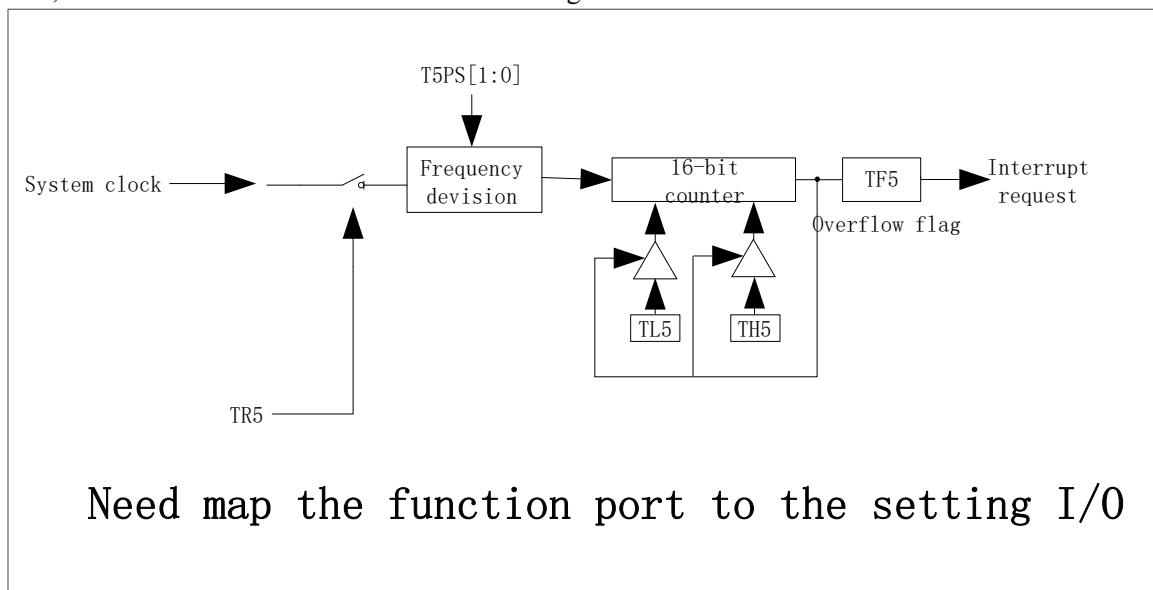 T5PS[1:0]
System clock
Frequency
devision
16-bit
counter
TF5
Interrupt
request
Overflow flag
TL5
TH5
TR5
Need map the function port to the setting I/O